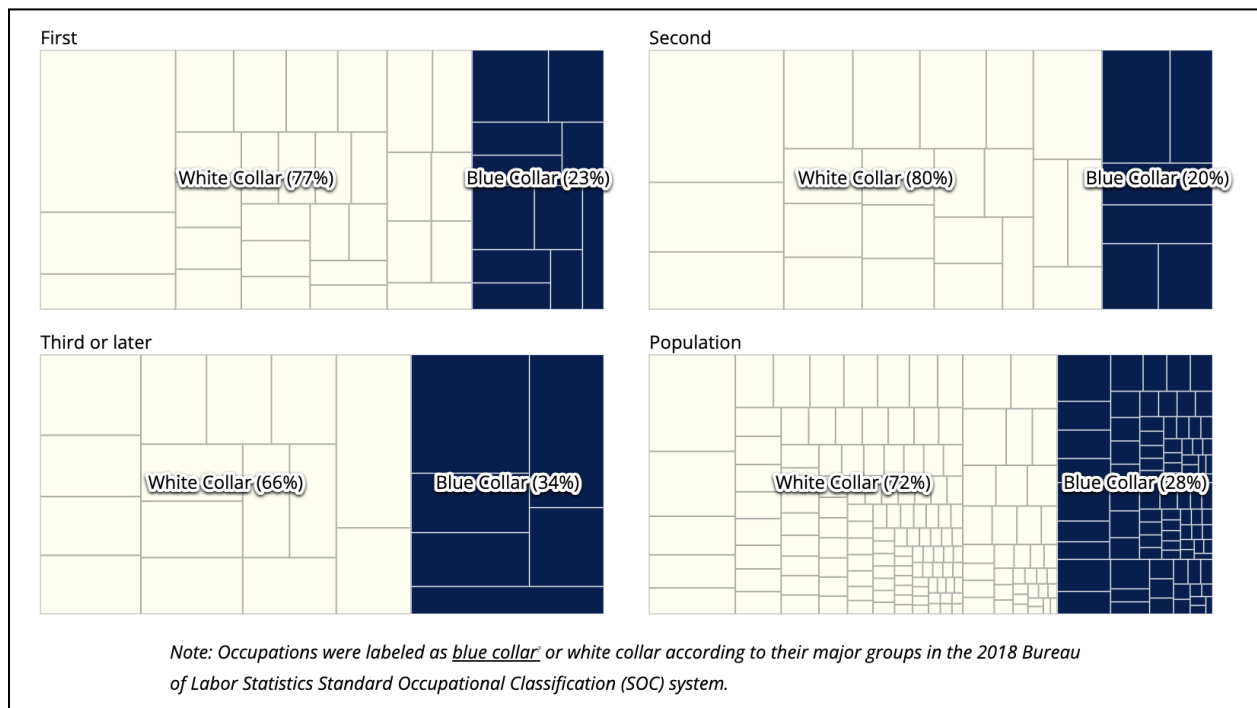 First
Second
White Collar (77%)
Blue Collar (23%)
White Collar (80%)
Blue Collar (20%)
Third or later
Population
White Collar (66%)
Blue Collar (34%)
White Collar (72%)
Blue Collar (28%)
Note: Occupations were labeled as blue collar or white collar according to their major groups in the 2018 Bureau
of Labor Statistics Standard Occupational Classification (SOC) system.